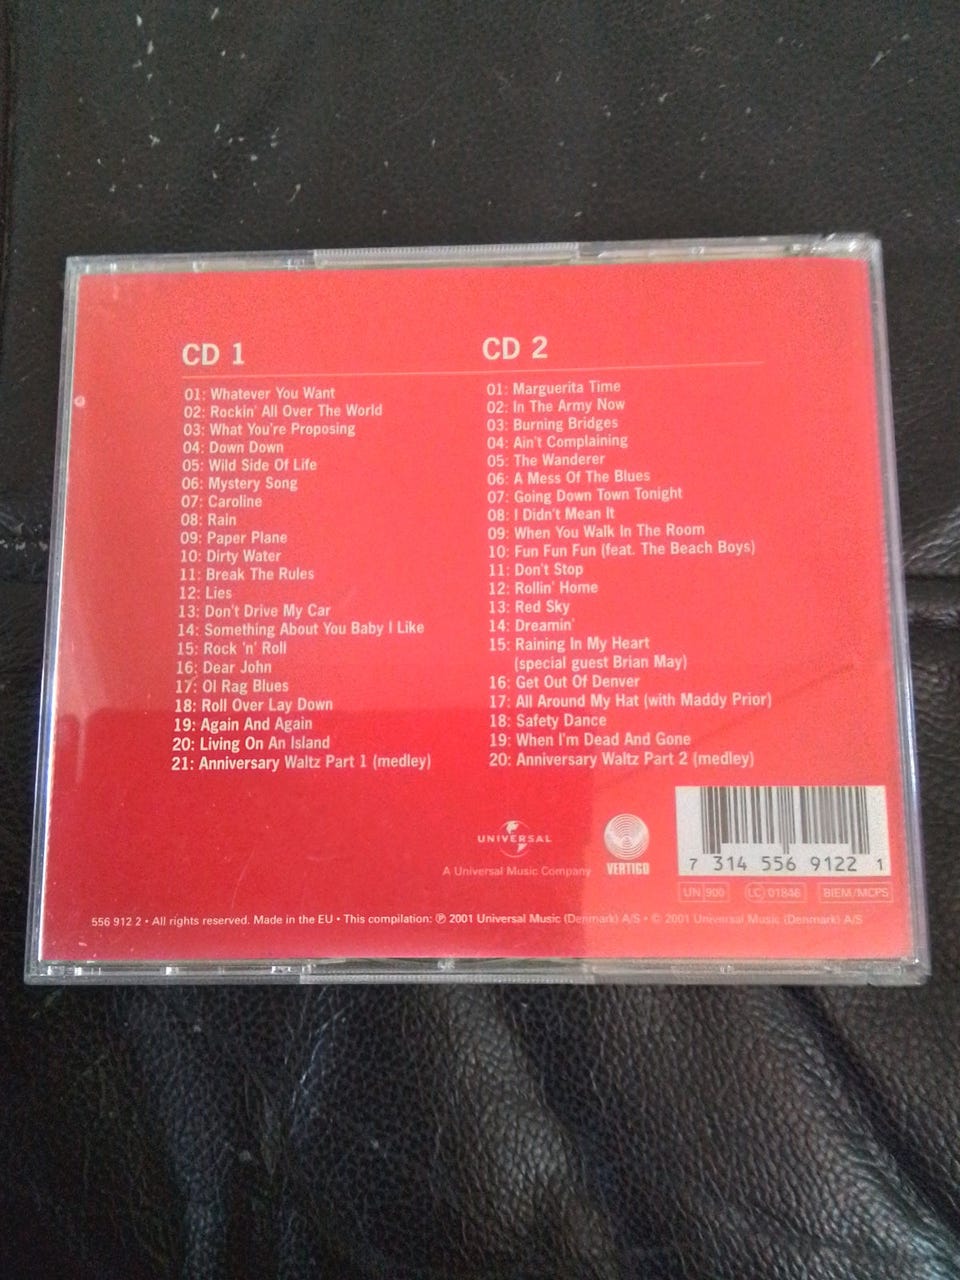 CD 1
01: Whatever You Want
02: Rockin' All Over The World
03: What You're Proposing
04: Down Down
05: Wild Side Of Life
06: Mystery Song
07: Caroline
08: Rain
09: Paper Plane
10: Dirty Water
11: Break The Rules
12: Lies
13: Don't Drive My Car
14: Something About You Baby I Like
15: Rock 'n' Roll
16: Dear John
17: Ol Rag Blues
18: Roll Over Lay Down
19: Again And Again
20: Living On An Island
21: Anniversary Waltz Part 1 (medley)
CD 2
01: Marguerita Time
02: In The Army Now
03: Burning Bridges
04: Ain't Complaining
05: The Wanderer
06: A Mess Of The Blues
07: Going Down Town Tonight
08: I Didn't Mean It
09: When You Walk In The Room
10: Fun Fun Fun (feat. The Beach Boys)
11: Don't Stop
12: Rollin' Home
13: Red Sky
14: Dreamin'
15: Raining In My Heart
(special guest Brian May)
16: Get Out Of Denver
17: All Around My Hat (with Maddy Prior)
18: Safety Dance
19: When I'm Dead And Gone
20: Anniversary Waltz Part 2 (medley)
UNIVERSAL
A Universal Music Company
VERTIGO
7 314 556 9122 1
UN 900
LC 01846
BIEM/MCPS
556 912 2 • All rights reserved. Made in the EU • This compilation: ℗ 2001 Universal Music (Denmark) A/S • © 2001 Universal Music (Denmark) A/S